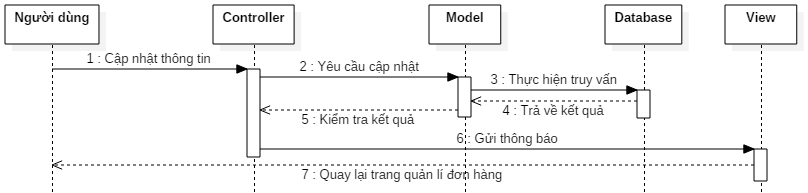 Người dùng
Controller
Model
Database
View
1 : Cập nhật thông tin
2 : Yêu cầu cập nhật
3 : Thực hiện truy vấn
4 : Trả về kết quả
5 : Kiểm tra kết quả
6 : Gửi thông báo
7 : Quay lại trang quản lí đơn hàng